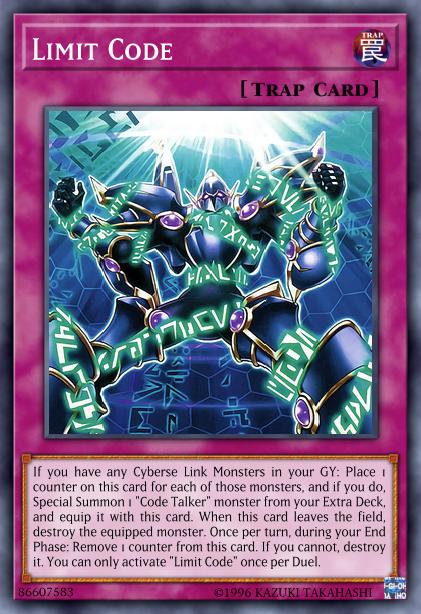 LIMIT CODE
TRAP
罠
[TRAP CARD]
If you have any Cyberse Link Monsters in your GY: Place 1
counter on this card for each of those monsters, and if you do,
Special Summon 1 "Code Talker" monster from your Extra Deck,
and equip it with this card. When this card leaves the field,
destroy the equipped monster. Once per turn, during your End
Phase: Remove 1 counter from this card. If you cannot, destroy
it. You can only activate "Limit Code" once per Duel.
86607583
©1996 KAZUKI TAKAHASHI